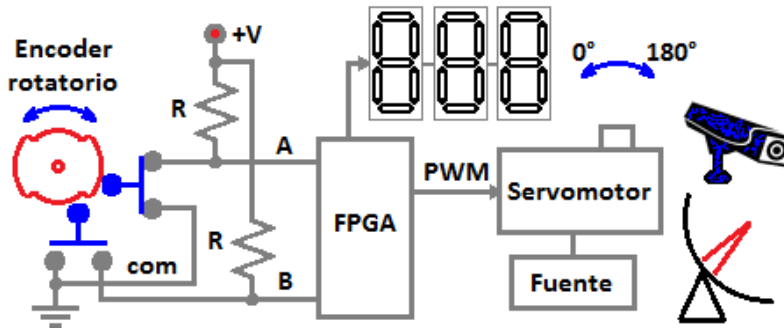 Encoder
rotatorio
+V
R
A
R
B
com
FPGA
PWM
0° 180°
Servomotor
Fuente